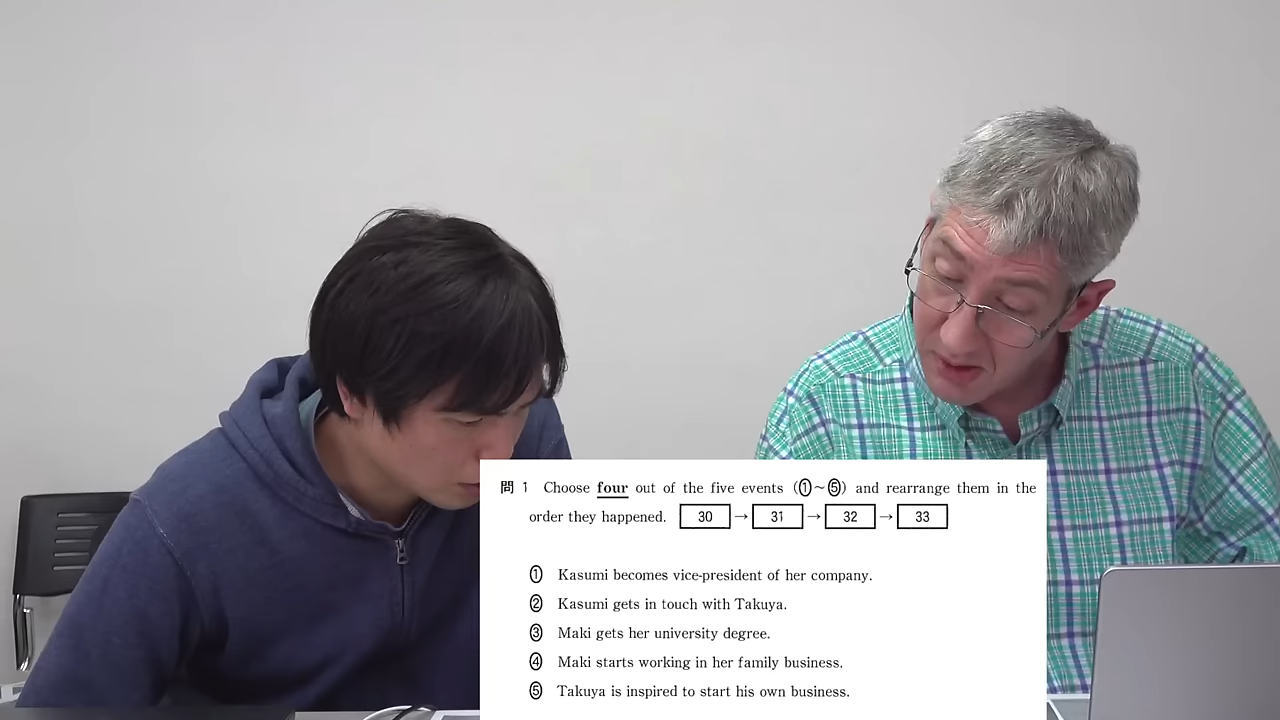 問 1 Choose four out of the five events (①~⑤) and rearrange them in the
order they happened. 30 → 31 → 32 → 33
① Kasumi becomes vice-president of her company.
② Kasumi gets in touch with Takuya.
③ Maki gets her university degree.
④ Maki starts working in her family business.
⑤ Takuya is inspired to start his own business.